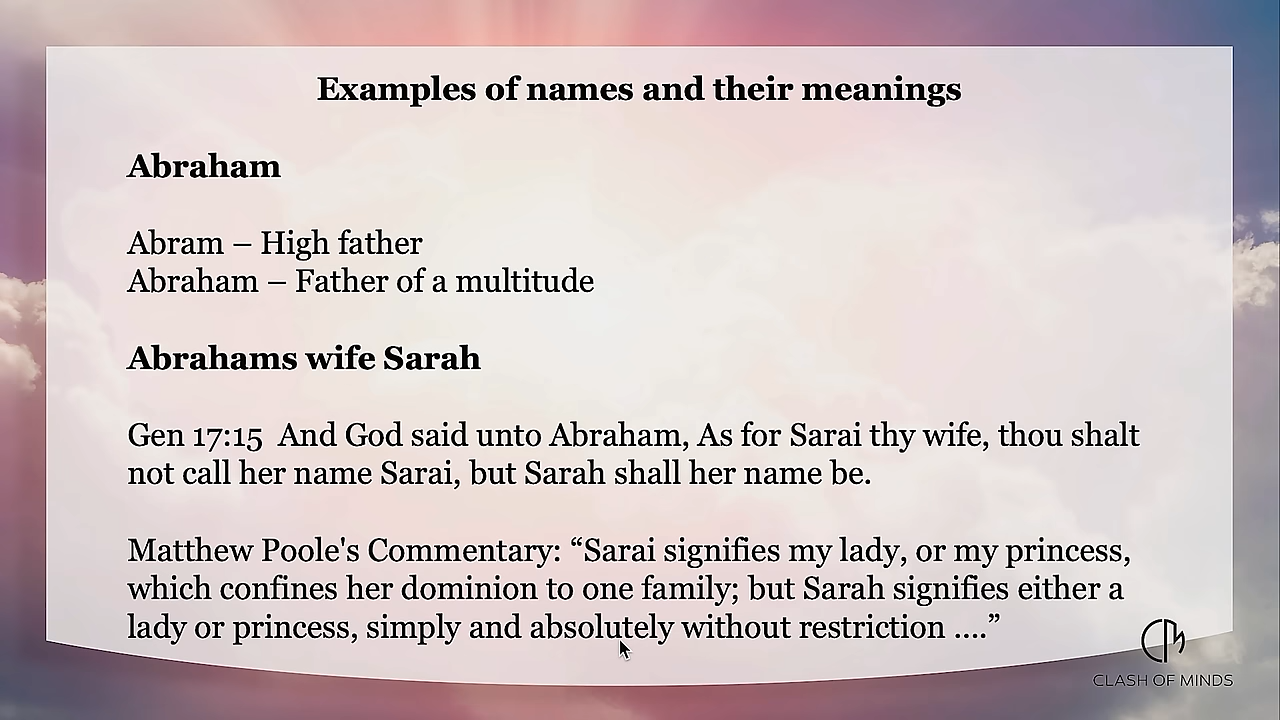 Examples of names and their meanings
Abraham
Abram – High father
Abraham – Father of a multitude
Abrahams wife Sarah
Gen 17:15  And God said unto Abraham, As for Sarai thy wife, thou shalt
not call her name Sarai, but Sarah shall her name be.
Matthew Poole's Commentary: “Sarai signifies my lady, or my princess,
which confines her dominion to one family; but Sarah signifies either a
lady or princess, simply and absolutely without restriction ....”
CLASH OF MINDS